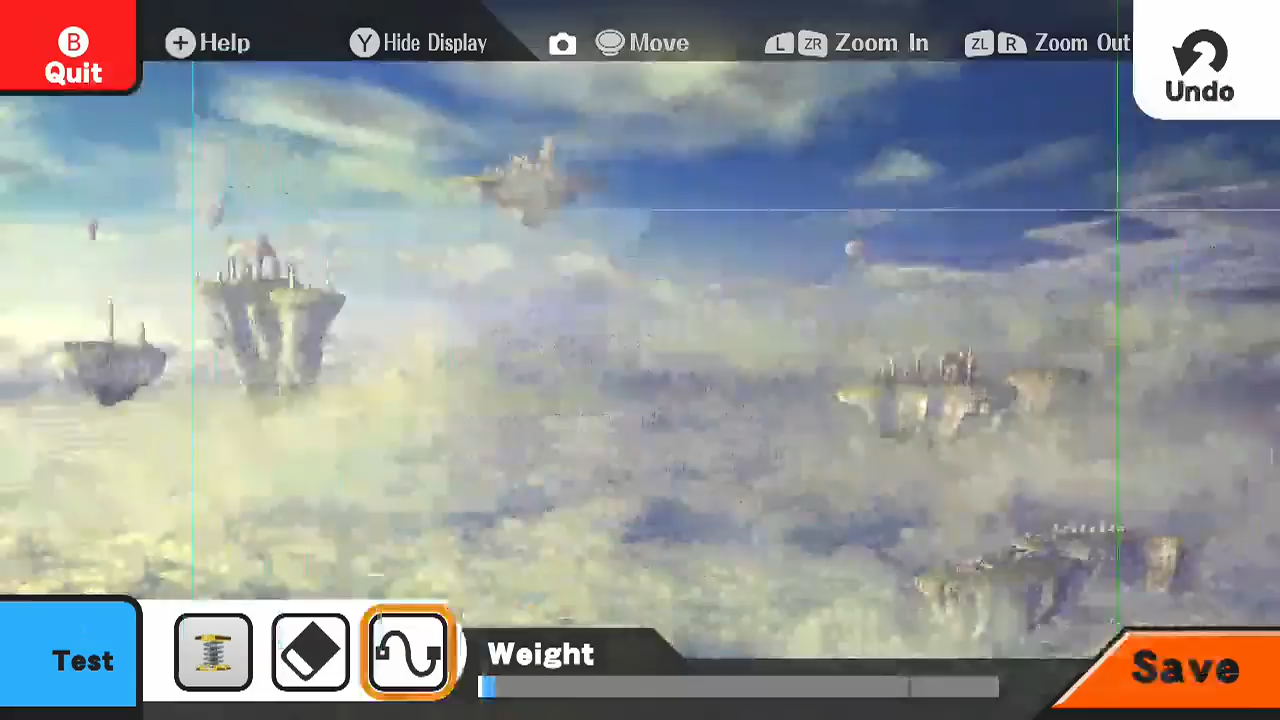 B
Quit
+ Help
Y Hide Display
Move
L ZR Zoom In
ZL R Zoom Out
Undo
Test
Weight
Save